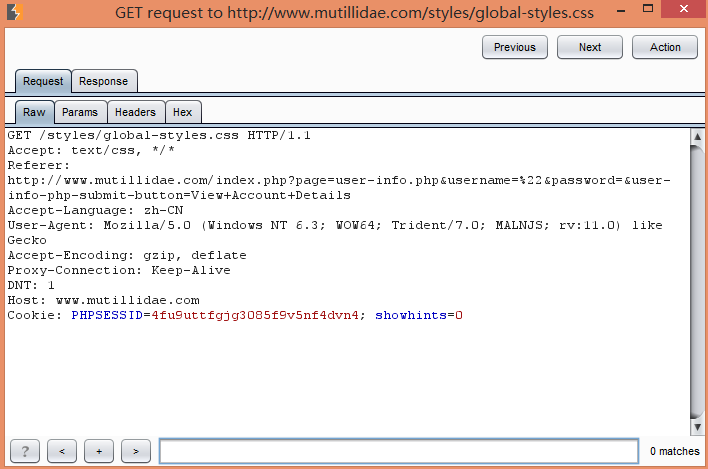 GET request to http://www.mutillidae.com/styles/global-styles.css
Previous
Next
Action
Request
Response
Raw
Params
Headers
Hex
GET /styles/global-styles.css HTTP/1.1
Accept: text/css, */*
Referer:
http://www.mutillidae.com/index.php?page=user-info.php&username=%22&password=&user-
info-php-submit-button=View+Account+Details
Accept-Language: zh-CN
User-Agent: Mozilla/5.0 (Windows NT 6.3; WOW64; Trident/7.0; MALNJS; rv:11.0) like
Gecko
Accept-Encoding: gzip, deflate
Proxy-Connection: Keep-Alive
DNT: 1
Host: www.mutillidae.com
Cookie: PHPSESSID=4fu9uttfgjg3085f9v5nf4dvn4; showhints=0
?
<
+
>
0 matches